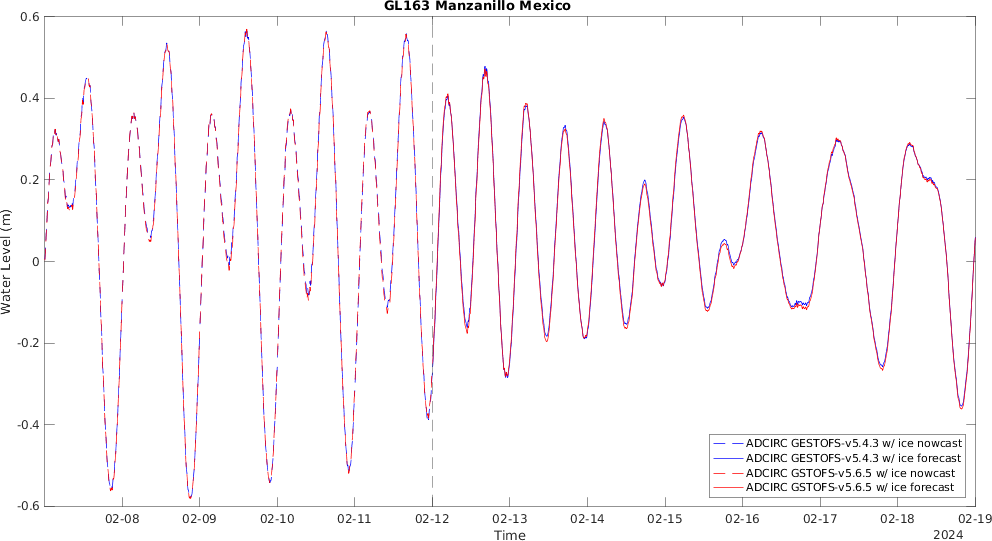 GL163 Manzanillo Mexico
0.6
0.4
0.2
0
-0.2
-0.4
-0.6
Water Level (m)
ADCIRC GESTOFS-v5.4.3 w/ ice nowcast
ADCIRC GESTOFS-v5.4.3 w/ ice forecast
ADCIRC GSTOFS-v5.6.5 w/ ice nowcast
ADCIRC GSTOFS-v5.6.5 w/ ice forecast
02-08 02-09 02-10 02-11 02-12 02-13 02-14 02-15 02-16 02-17 02-18 02-19
Time
2024